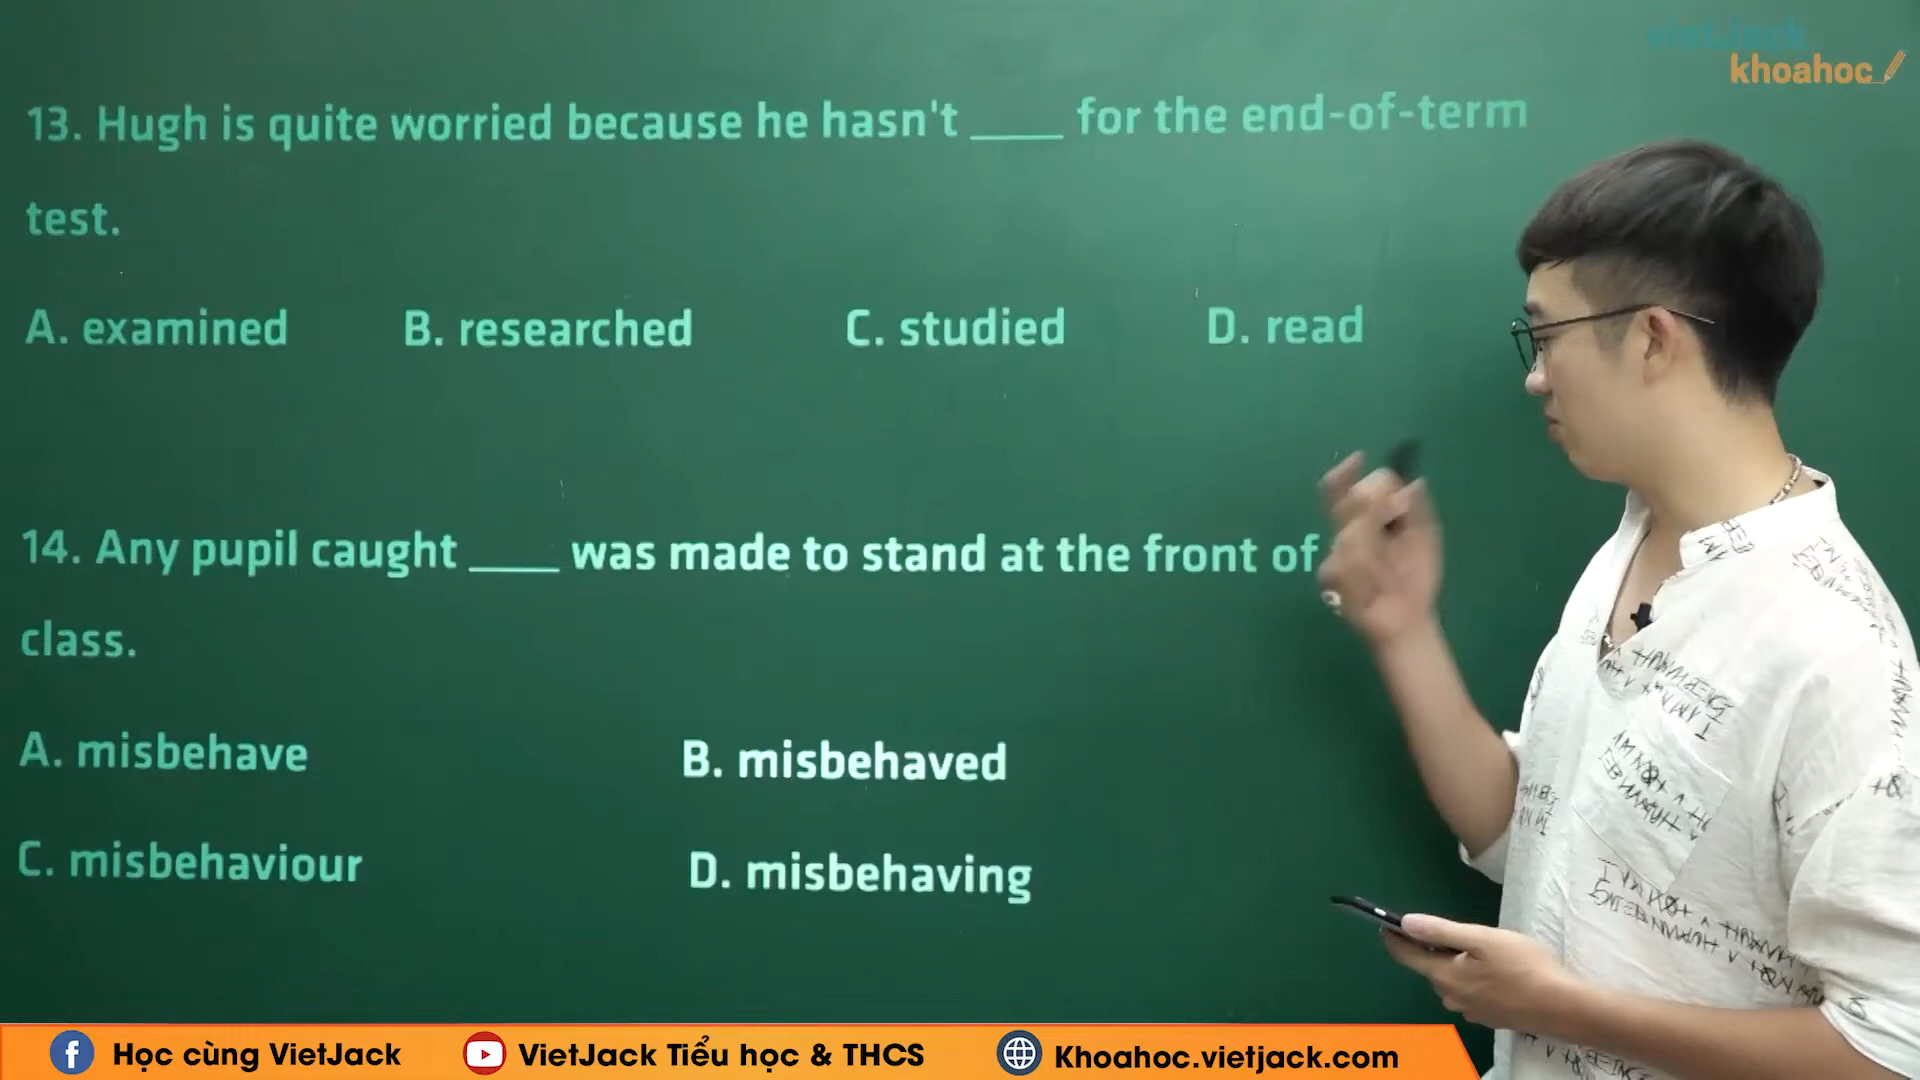 vietJack
khoahoc
13. Hugh is quite worried because he hasn't ____ for the end-of-term
test.
A. examined B. researched C. studied D. read
14. Any pupil caught ____ was made to stand at the front of
class.
A. misbehave B. misbehaved
C. misbehaviour D. misbehaving
Học cùng VietJack VietJack Tiểu học & THCS Khoahoc.vietjack.com